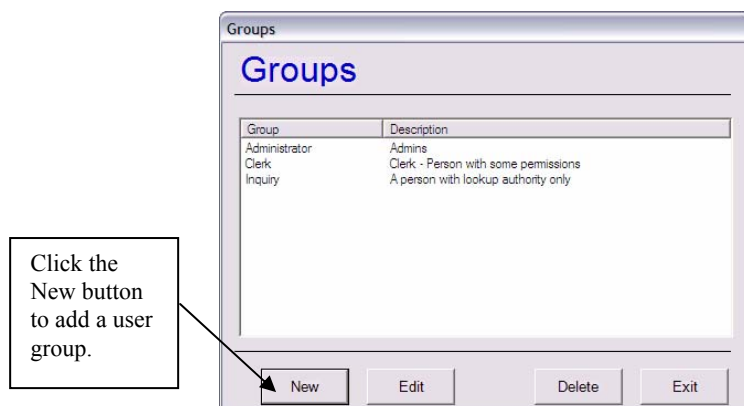 Groups
Groups
Group Description
Administrator Admins
Clerk Clerk - Person with some permissions
Inquiry A person with lookup authority only
Click the
New button
to add a user
group.
New Edit Delete Exit